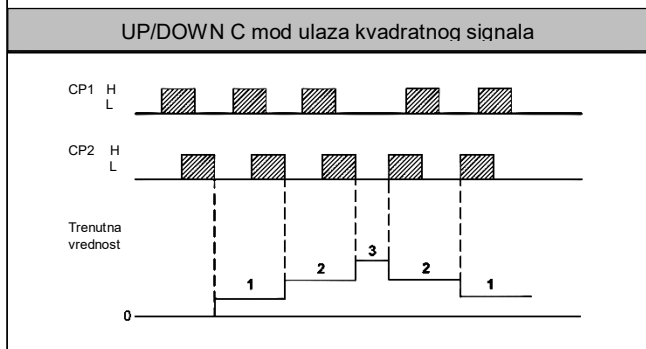 UP/DOWN C mod ulaza kvadratnog signala
CP1 H
L
CP2 H
L
Trenutna
vrednost
1
2
3
2
1
0